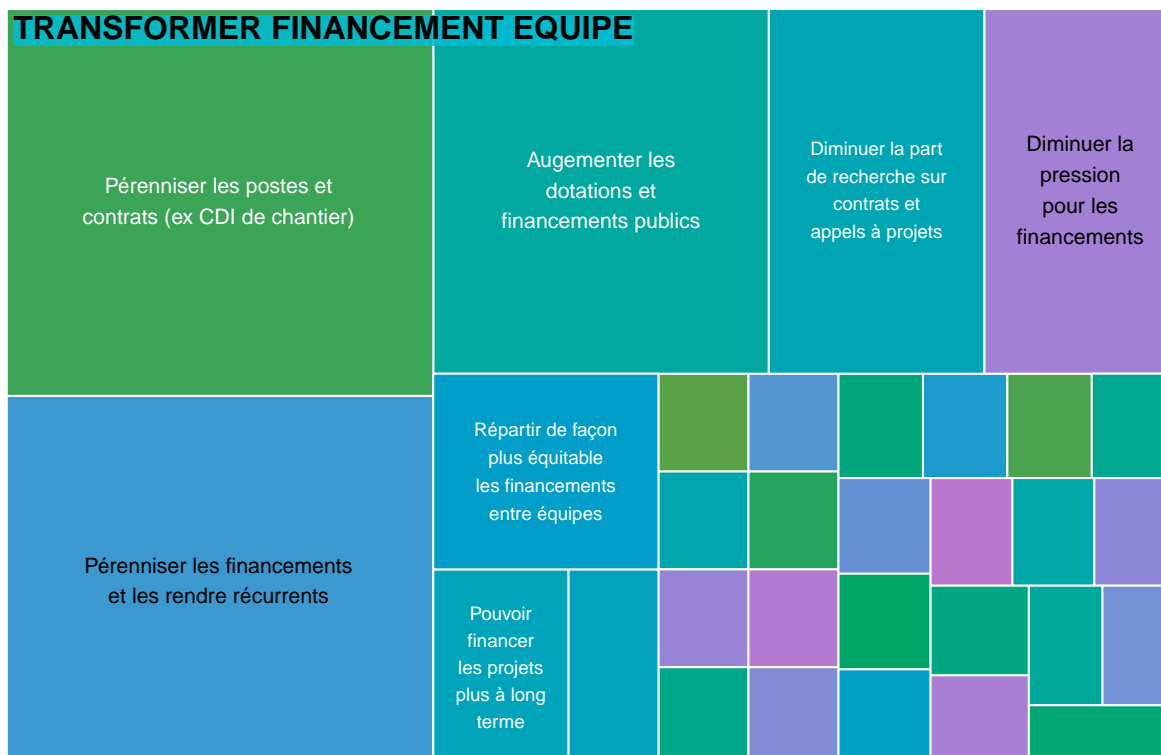 TRANSFORMER FINANCEMENT EQUIPE
Pérenniser les postes et
contrats (ex CDI de chantier)
Augementer les
dotations et
financements publics
Diminuer la part
de recherche sur
contrats et
appels à projets
Diminuer la
pression
pour les
financements
Pérenniser les financements
et les rendre récurrents
Répartir de façon
plus équitable
les financements
entre équipes
Pouvoir
financer
les projets
plus à long
terme